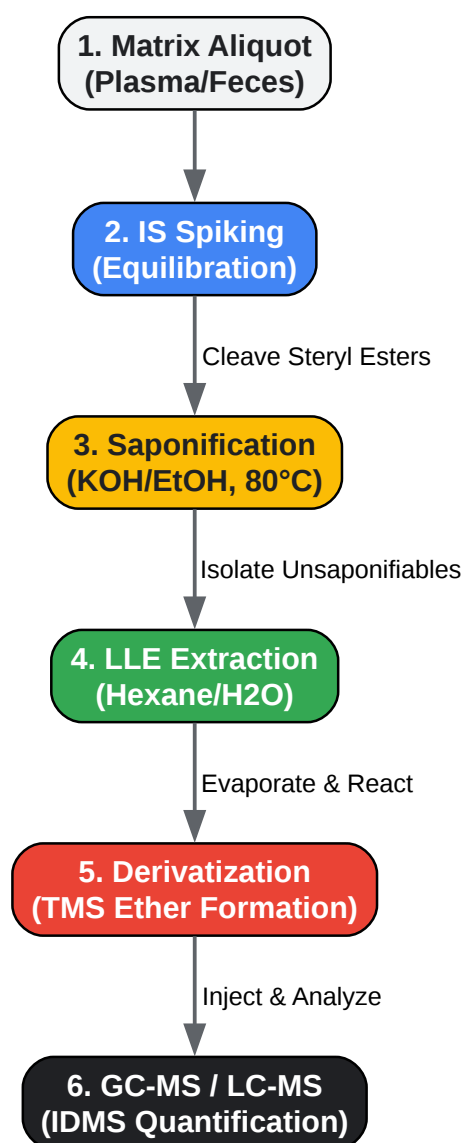 1. Matrix Aliquot
(Plasma/Feces)
2. IS Spiking
(Equilibration)
Cleave Steryl Esters
3. Saponification
(KOH/EtOH, 80°C)
Isolate Unsaponifiables
4. LLE Extraction
(Hexane/H2O)
Evaporate & React
5. Derivatization
(TMS Ether Formation)
Inject & Analyze
6. GC-MS / LC-MS
(IDMS Quantification)